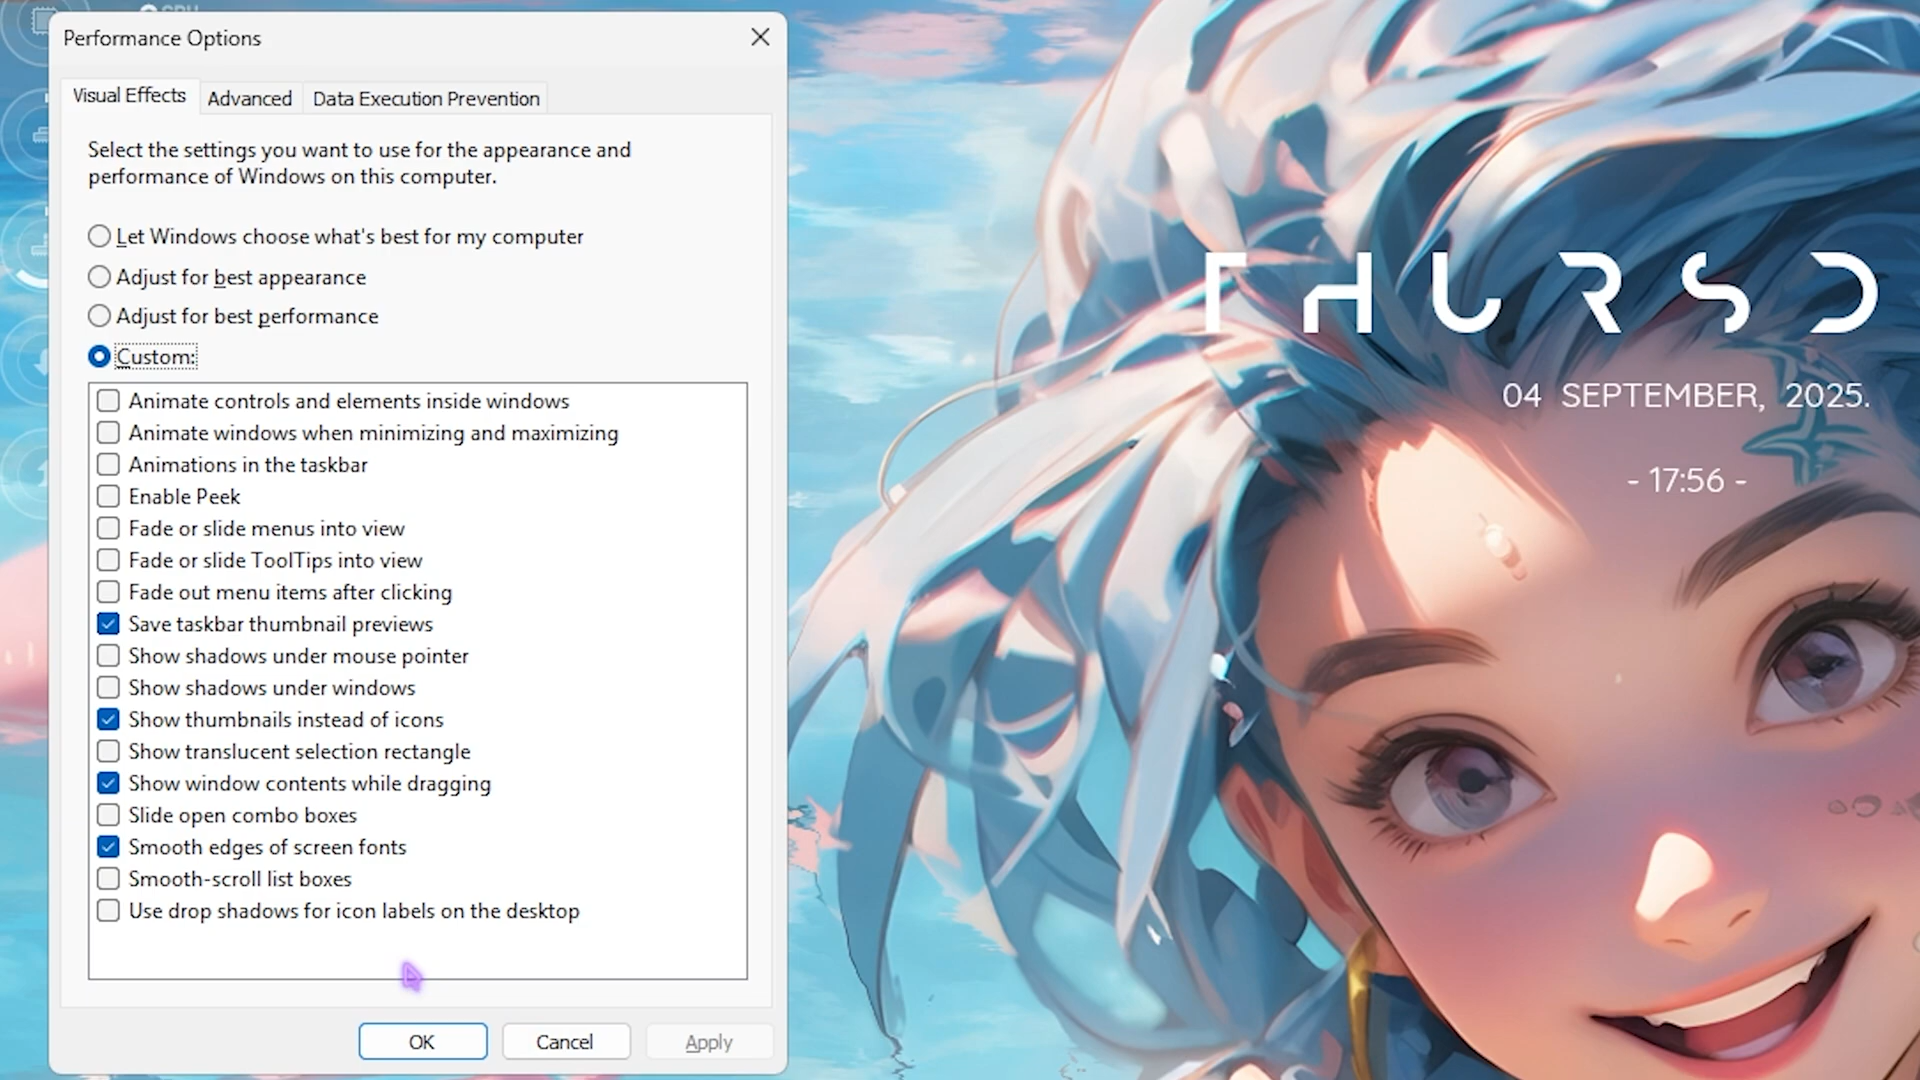 Performance Options
Visual Effects
Advanced
Data Execution Prevention
Select the settings you want to use for the appearance and
performance of Windows on this computer.
Let Windows choose what's best for my computer
Adjust for best appearance
Adjust for best performance
Custom:
Animate controls and elements inside windows
Animate windows when minimizing and maximizing
Animations in the taskbar
Enable Peek
Fade or slide menus into view
Fade or slide ToolTips into view
Fade out menu items after clicking
Save taskbar thumbnail previews
Show shadows under mouse pointer
Show shadows under windows
Show thumbnails instead of icons
Show translucent selection rectangle
Show window contents while dragging
Slide open combo boxes
Smooth edges of screen fonts
Smooth-scroll list boxes
Use drop shadows for icon labels on the desktop
OK
Cancel
Apply
THURSD
04 SEPTEMBER, 2025.
- 17:56 -